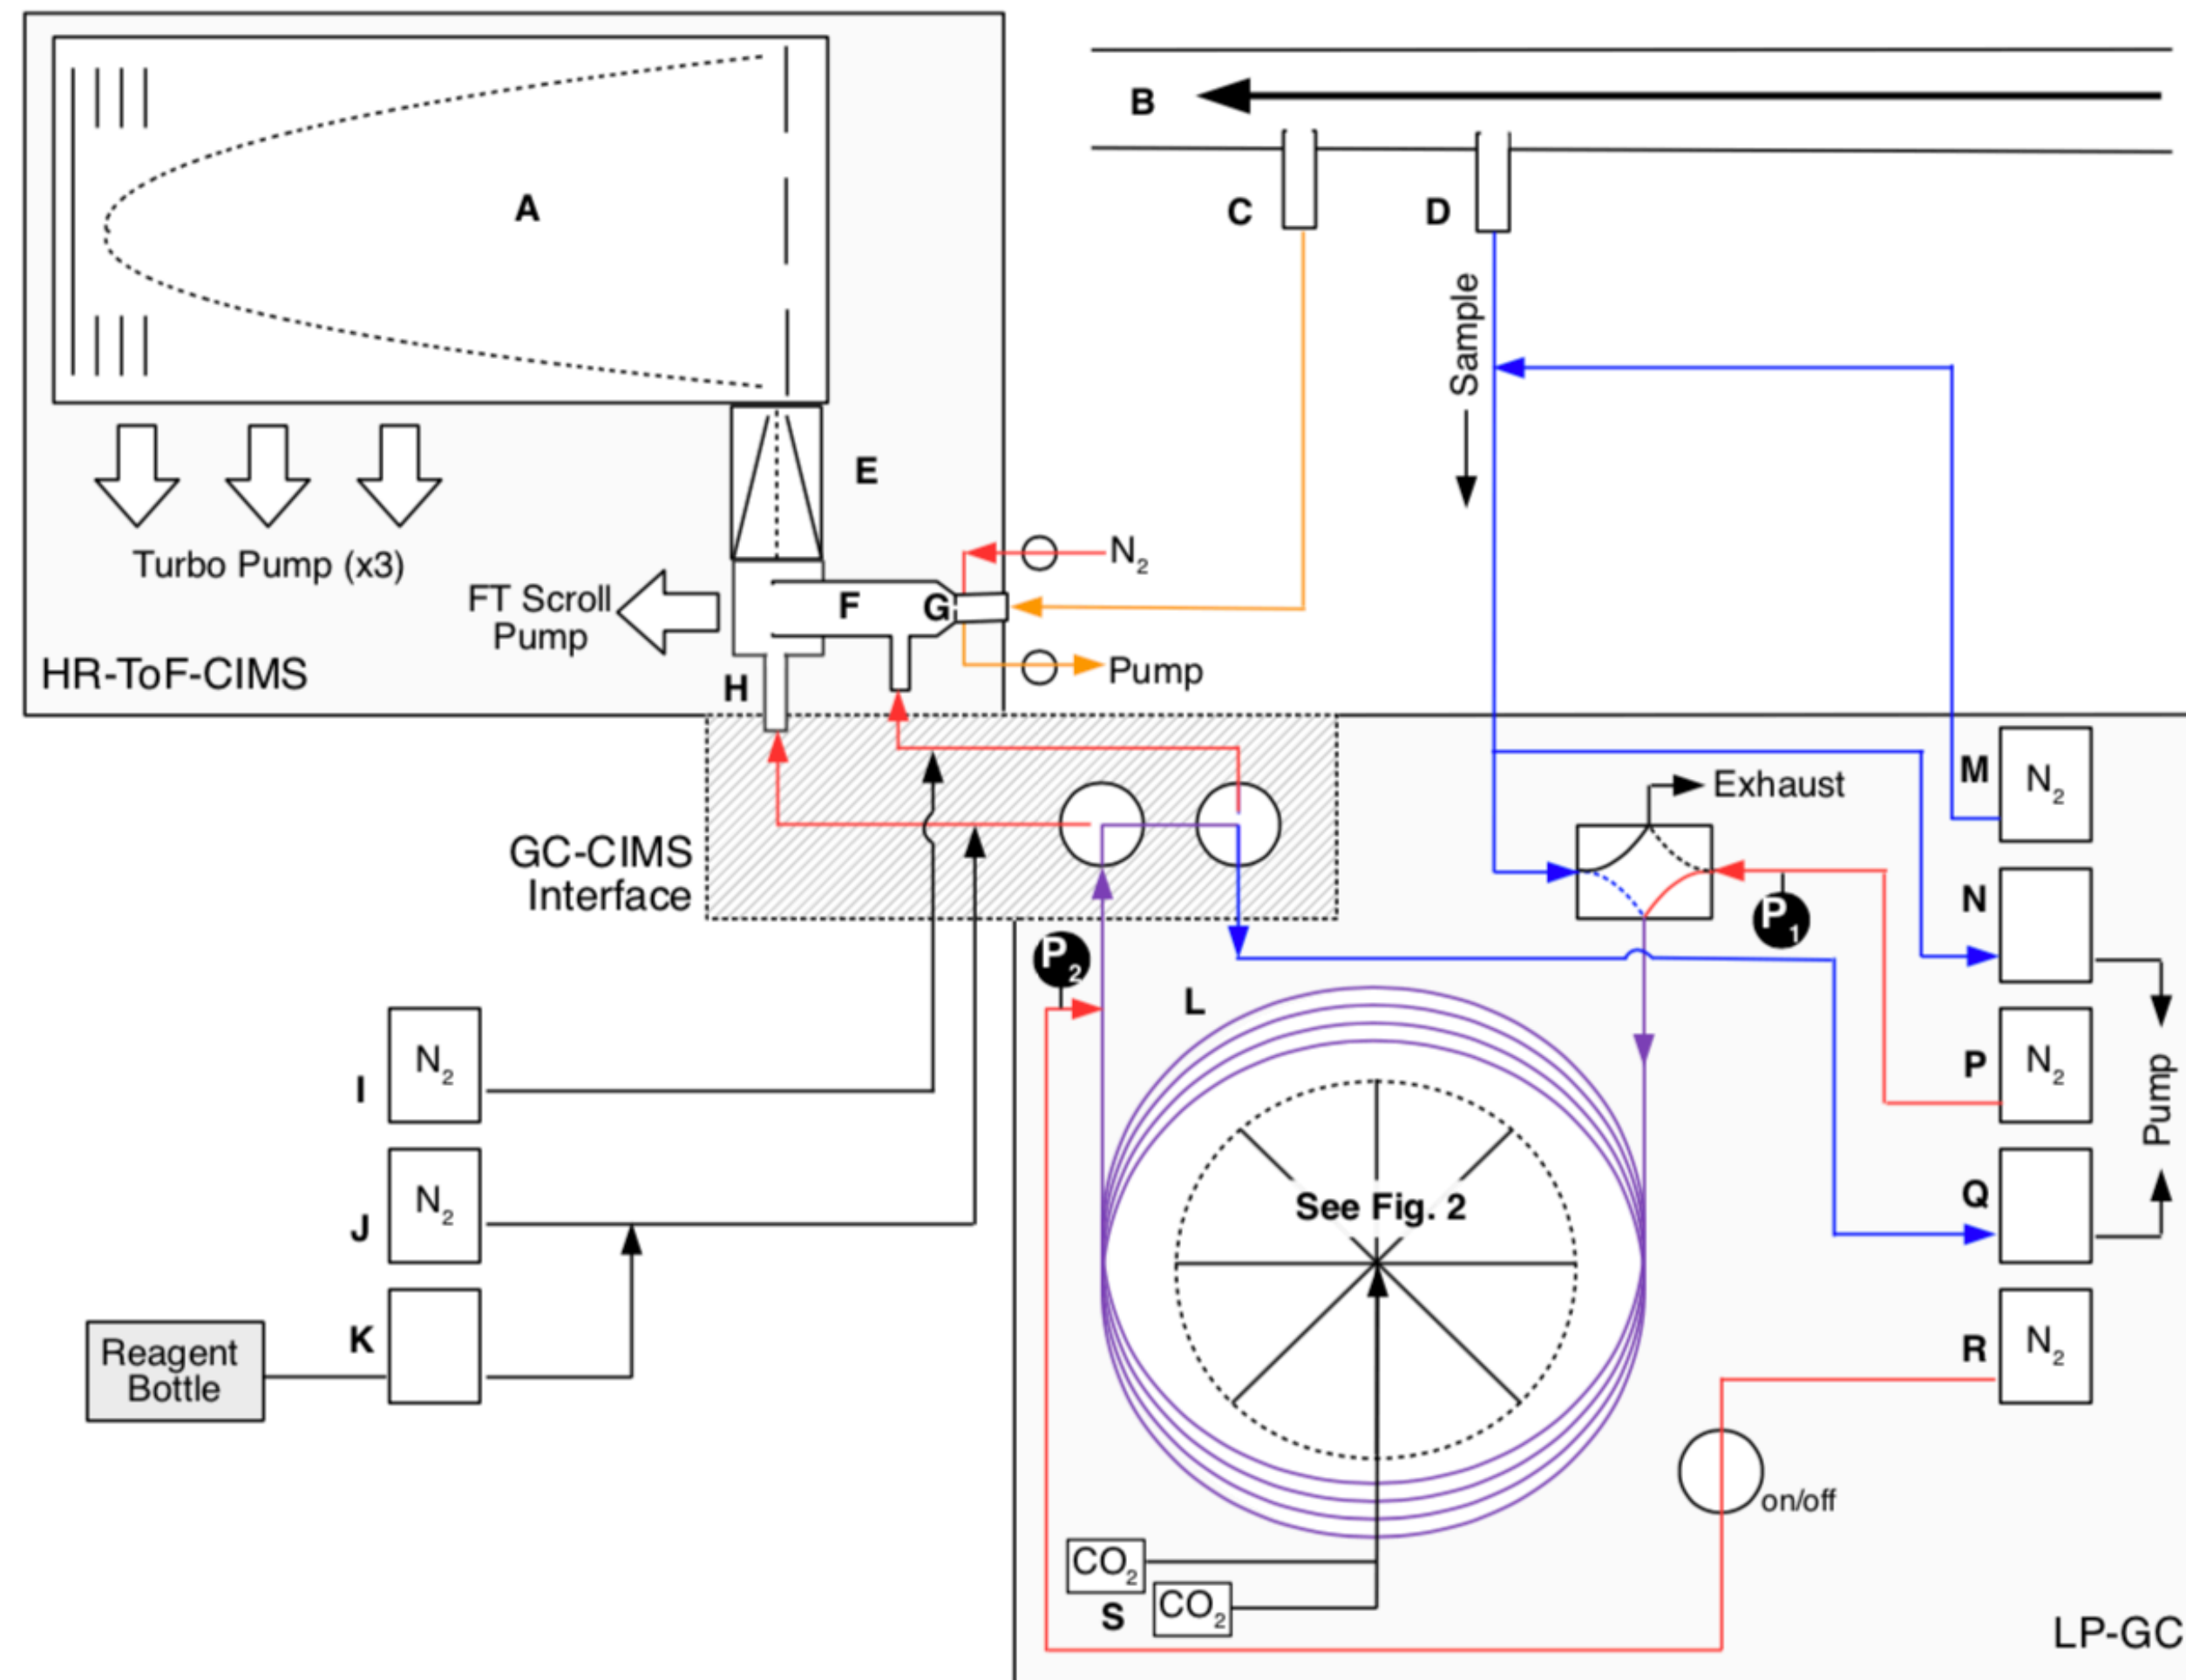 A
B
C
D
Sample
E
N2
Turbo Pump (x3)
FT Scroll
Pump
F
G
Pump
HR-ToF-CIMS
H
M
N2
Exhaust
GC-CIMS
Interface
N
P1
P2
L
I
N2
P
N2
Pump
J
N2
See Fig. 2
Q
K
Reagent
Bottle
R
N2
on/off
CO2
CO2
S
LP-GC